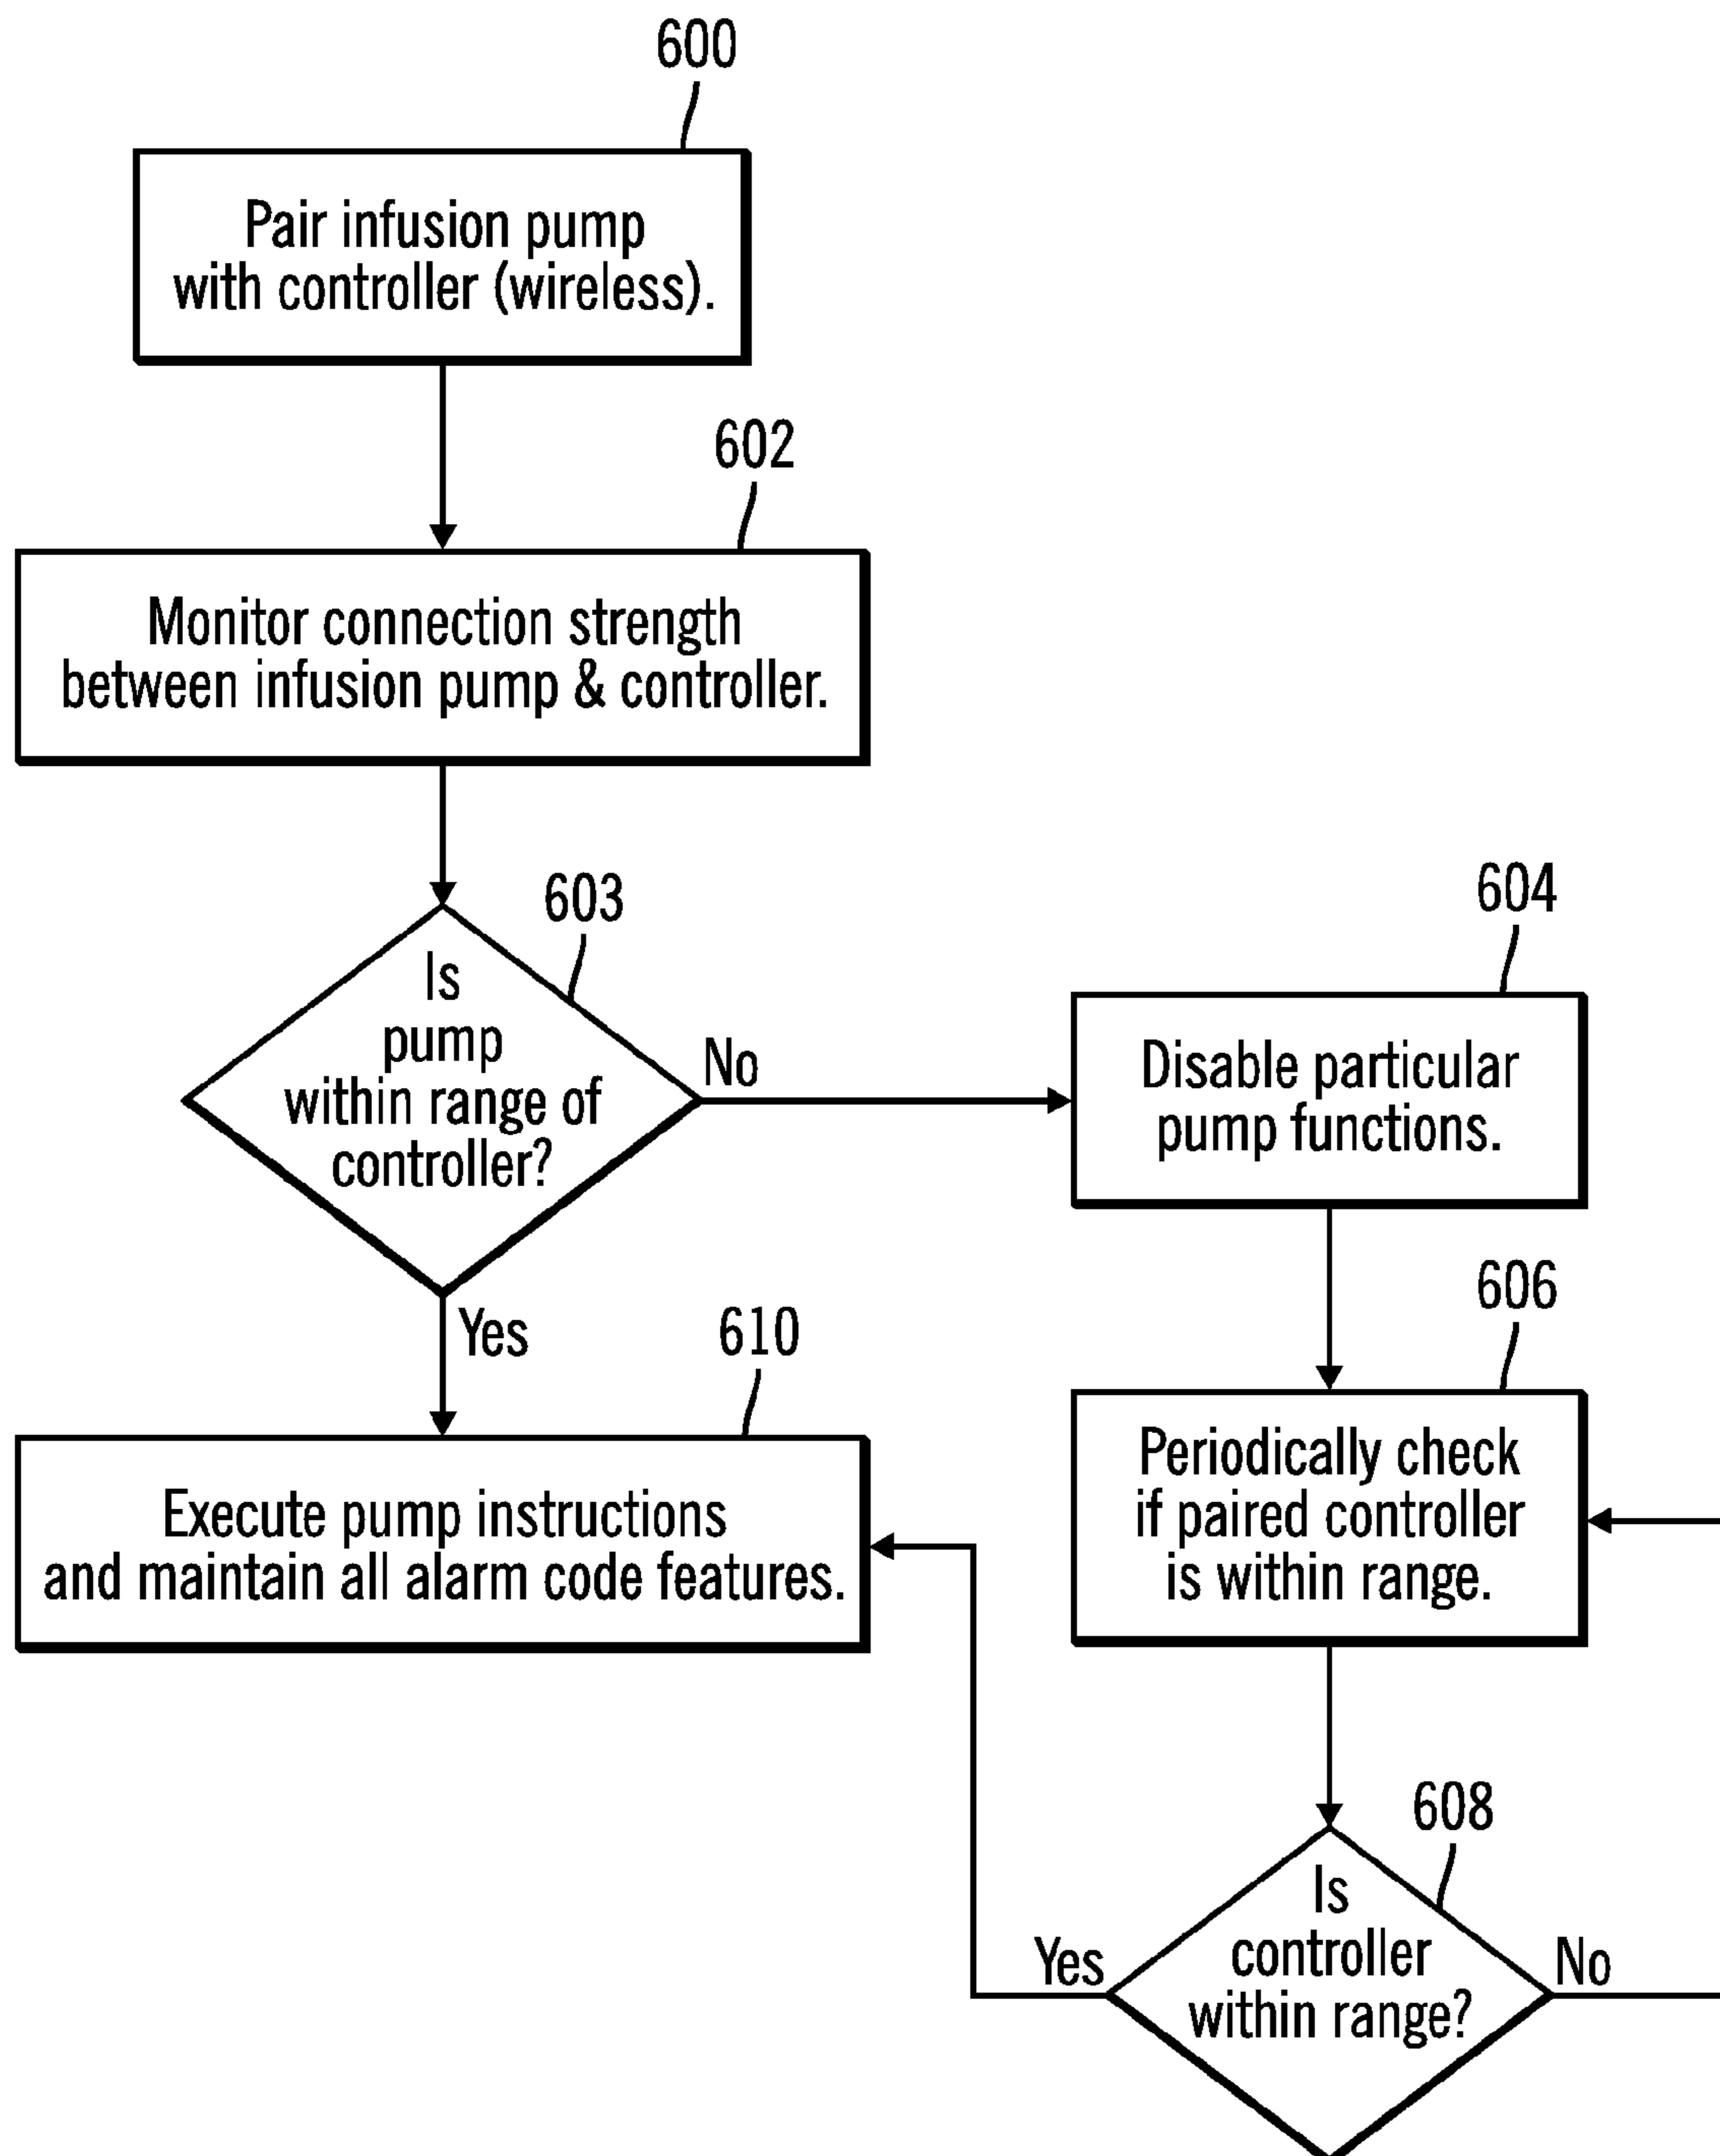 600
Pair infusion pump
with controller (wireless).
602
Monitor connection strength
between infusion pump & controller.
603
Is
pump
within range of
controller?
No
Yes
604
Disable particular
pump functions.
606
Periodically check
if paired controller
is within range.
610
Execute pump instructions
and maintain all alarm code features.
608
Is
controller
within range?
Yes
No